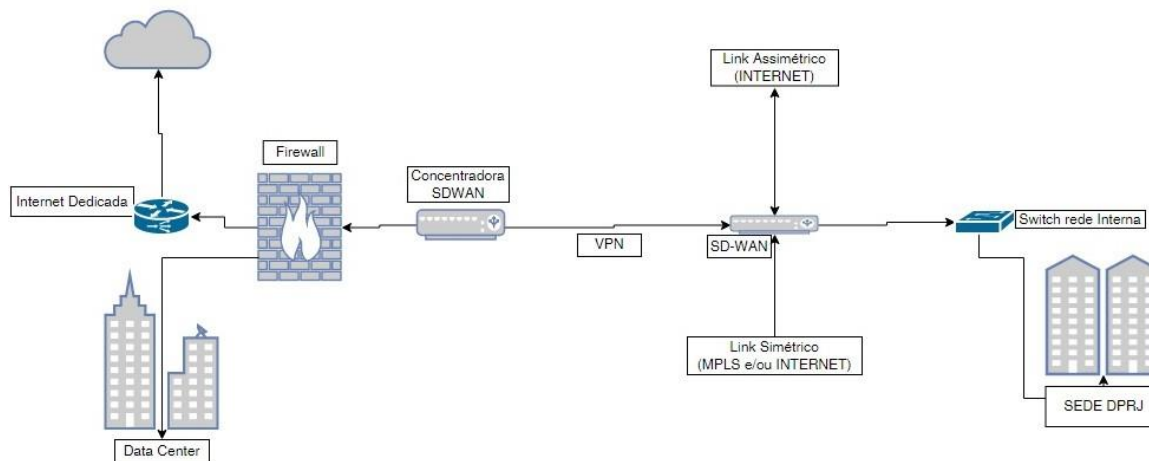 Link Assimétrico
(INTERNET)
Firewall
Concentradora
SDWAN
Internet Dedicada
Switch rede Interna
VPN
SD-WAN
Link Simétrico
(MPLS e/ou INTERNET)
SEDE DPRJ
Data Center